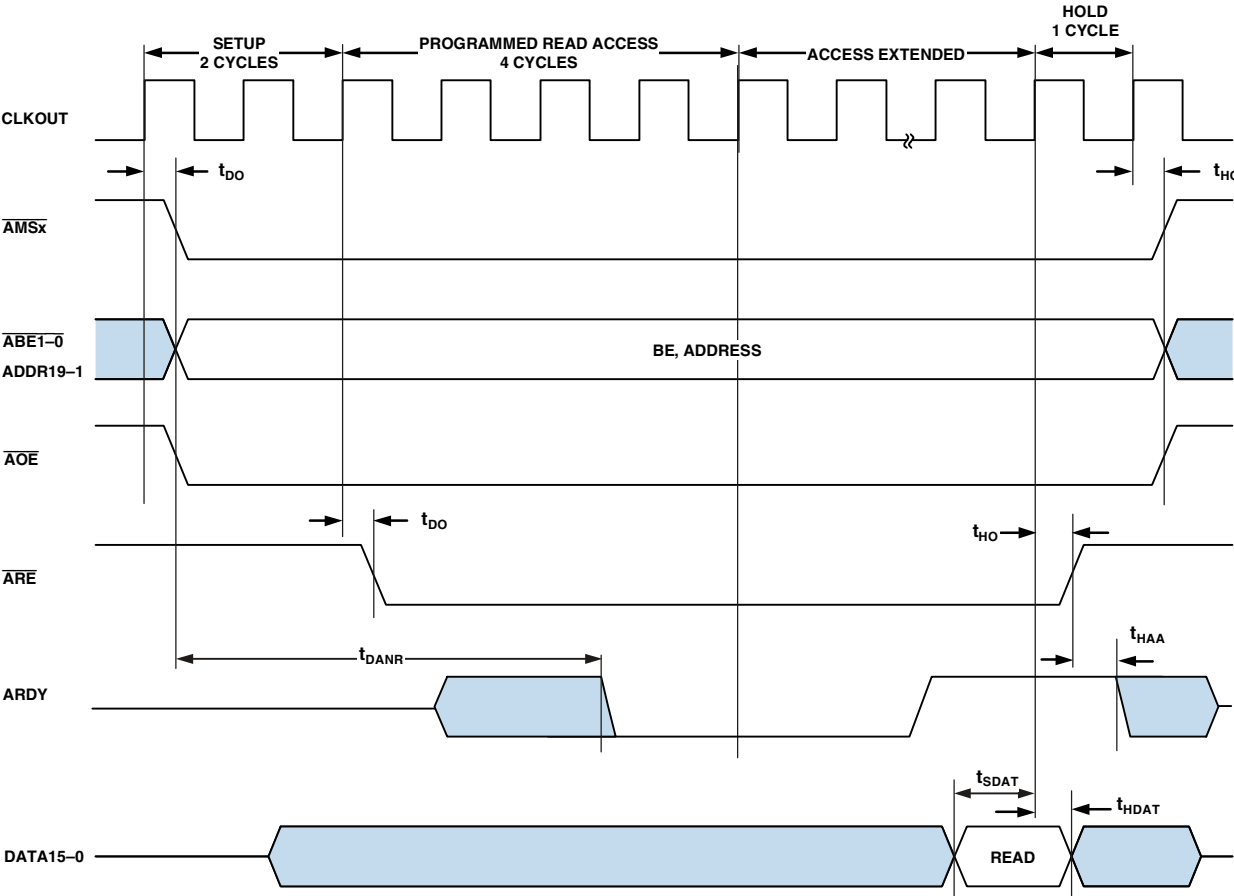 SETUP
2 CYCLES
PROGRAMMED READ ACCESS
4 CYCLES
ACCESS EXTENDED
HOLD
1 CYCLE
CLKOUT
tDO
tHO
AMSx
ABE1–0
ADDR19–1
BE, ADDRESS
AOE
tDO
tHO
ARE
tDANR
tHAA
ARDY
tSDAT
tHDAT
DATA15–0
READ